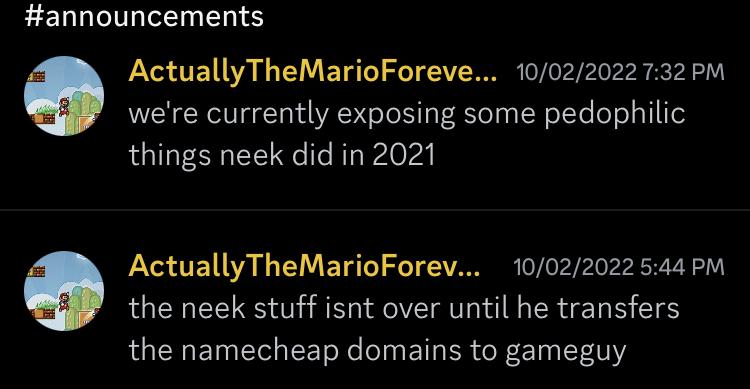 #announcements
ActuallyTheMarioForeve... 10/02/2022 7:32 PM
we're currently exposing some pedophilic
things neek did in 2021
ActuallyTheMarioForev... 10/02/2022 5:44 PM
the neek stuff isnt over until he transfers
the namecheap domains to gameguy